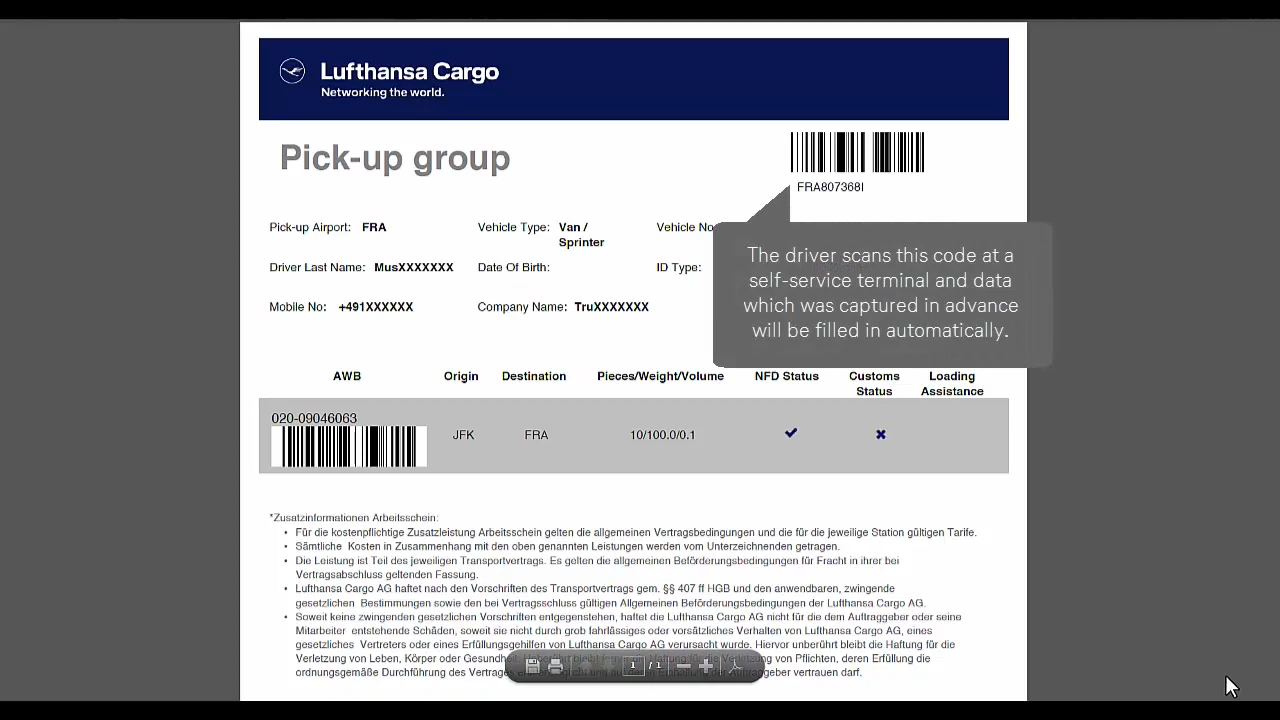 Lufthansa Cargo
Networking the world.
Pick-up group
FRA807368I
Pick-up Airport: FRA
Vehicle Type: Van /
Sprinter
Vehicle No
Driver Last Name: MusXXXXXXX
Date Of Birth:
ID Type:
Mobile No: +491XXXXXX
Company Name: TruXXXXXXX
The driver scans this code at a
self-service terminal and data
which was captured in advance
will be filled in automatically.
AWB Origin Destination Pieces/Weight/Volume NFD Status Customs Status Loading Assistance
020-09046063
JFK FRA 10/100.0/0.1
*Zusatzinformationen Arbeitsschein:
• Für die kostenpflichtige Zusatzleistung Arbeitsschein gelten die allgemeinen Vertragsbedingungen und die für die jeweilige Station gültigen Tarife.
• Sämtliche Kosten in Zusammenhang mit den oben genannten Leistungen werden vom Unterzeichnenden getragen.
• Die Leistung ist Teil des jeweiligen Transportvertrags. Es gelten die allgemeinen Beförderungsbedingungen für Fracht in ihrer bei
Vertragsabschluss geltenden Fassung.
• Lufthansa Cargo AG haftet nach den Vorschriften des Transportvertrags gem. §§ 407 ff HGB und den anwendbaren, zwingende
gesetzlichen Bestimmungen sowie den bei Vertragsschluss gültigen Allgemeinen Beförderungsbedingungen der Lufthansa Cargo AG.
• Soweit keine zwingenden gesetzlichen Vorschriften entgegenstehen, haftet die Lufthansa Cargo AG nicht für die dem Auftraggeber oder seine
Mitarbeiter entstehende Schäden, soweit sie nicht durch grob fahrlässiges oder vorsätzliches Verhalten von Lufthansa Cargo AG, eines
gesetzliches Vertreters oder eines Erfüllungsgehilfen von Lufthansa Cargo AG verursacht wurde. Hiervor unberührt bleibt die Haftung für die
Verletzung von Leben, Körper oder Gesundheit von Pflichten, deren Erfüllung die
ordnungsgemäße Durchführung des Vertrages vertrauen darf.
1 / 1